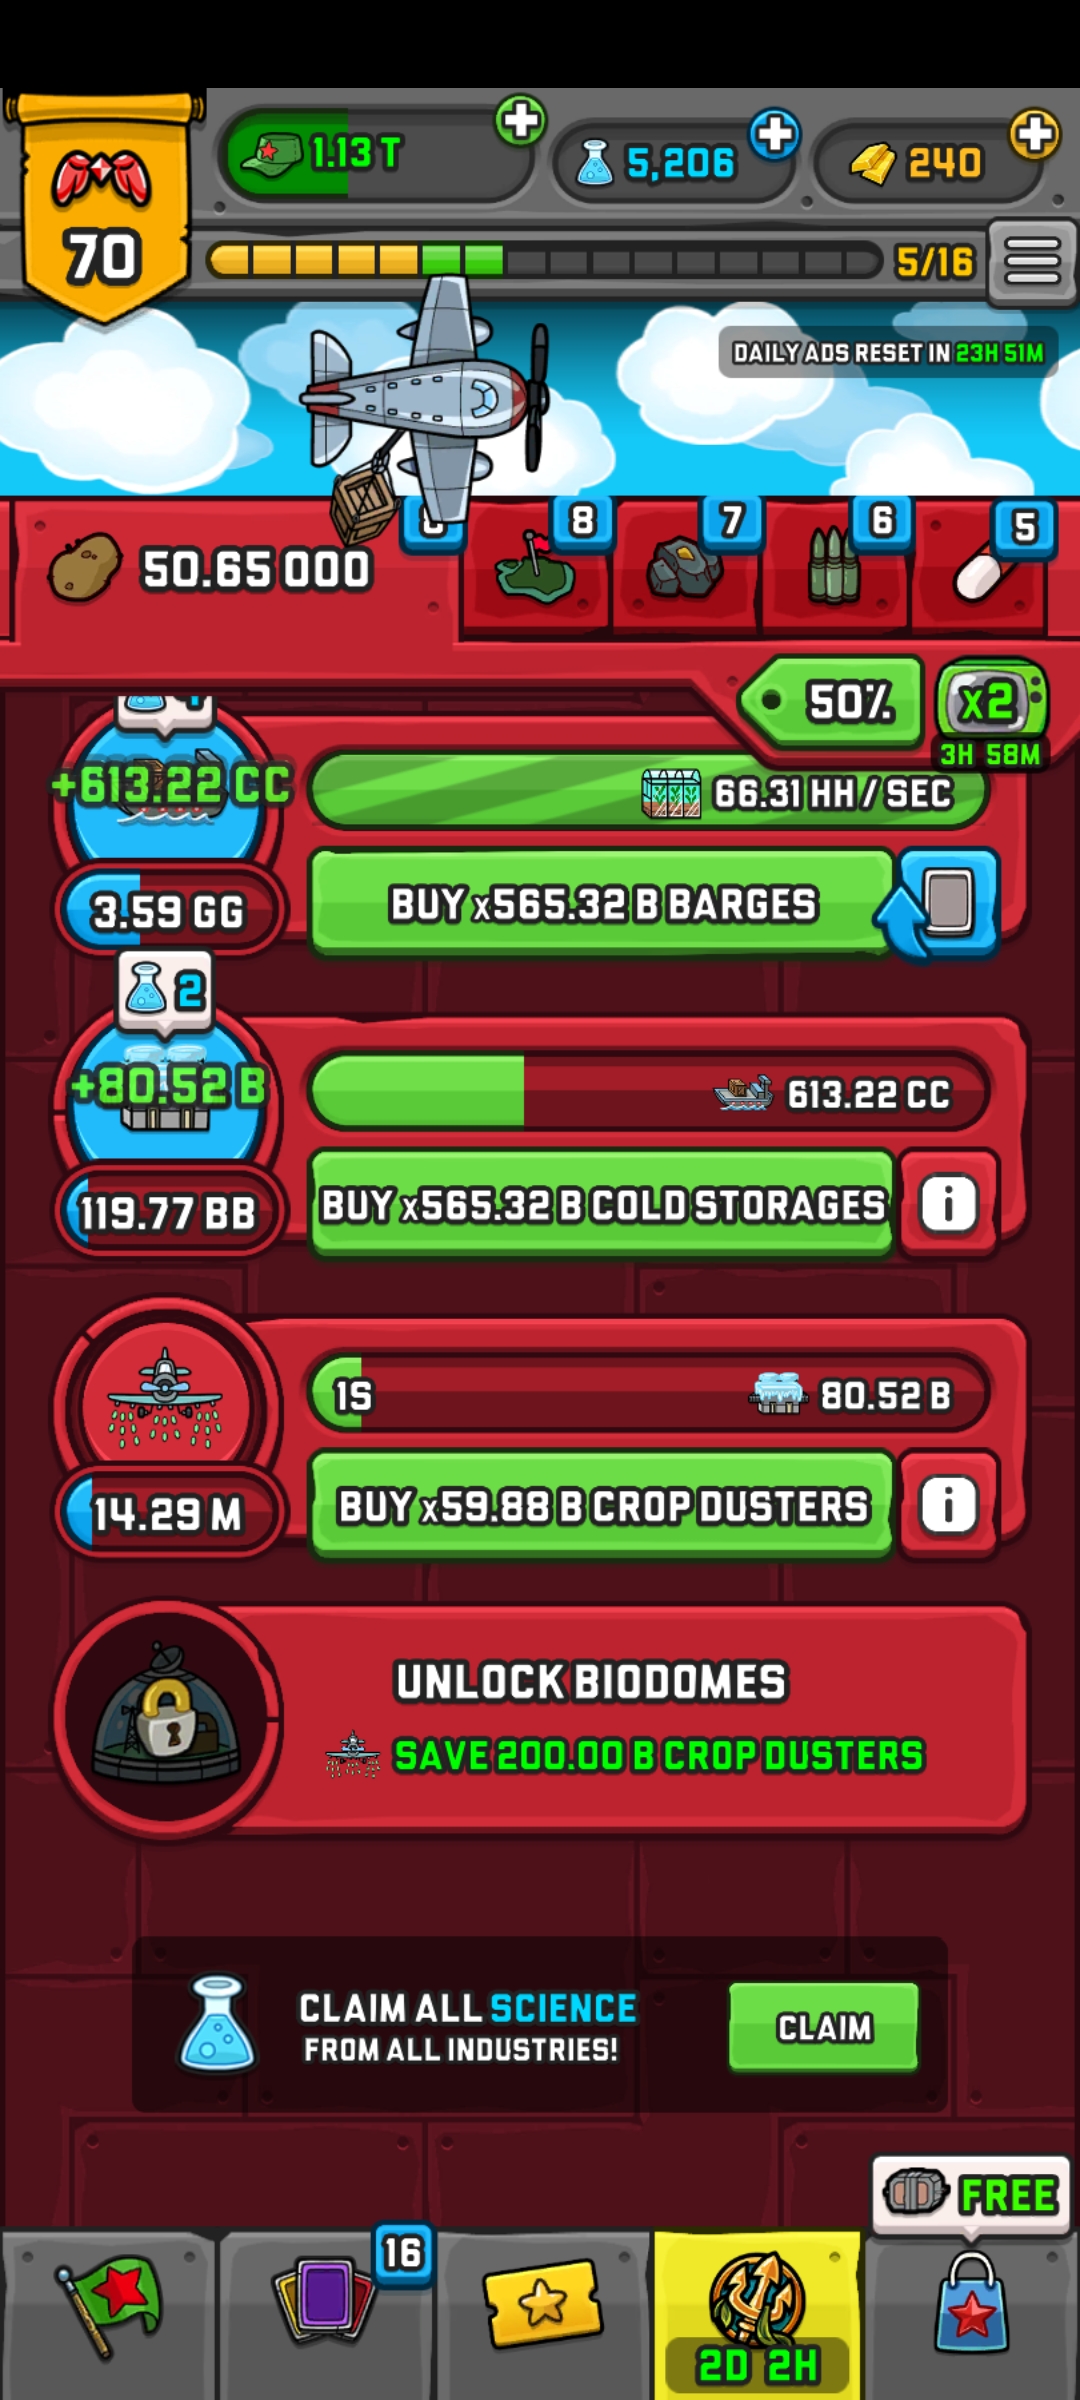 1.13 T
5,206
240
70
5/16
DAILY ADS RESET IN 23H 51M
50.65 000
8
7
6
5
50%
x2
3H 58M
+613.22 CC
66.31 HH / SEC
3.59 GG
BUY x565.32 B BARGES
2
+80.52 B
613.22 CC
119.77 BB
BUY x565.32 B COLD STORAGES
i
1S
80.52 B
14.29 M
BUY x59.88 B CROP DUSTERS
i
UNLOCK BIODOMES
SAVE 200.00 B CROP DUSTERS
CLAIM ALL SCIENCE
FROM ALL INDUSTRIES!
CLAIM
FREE
16
2D 2H